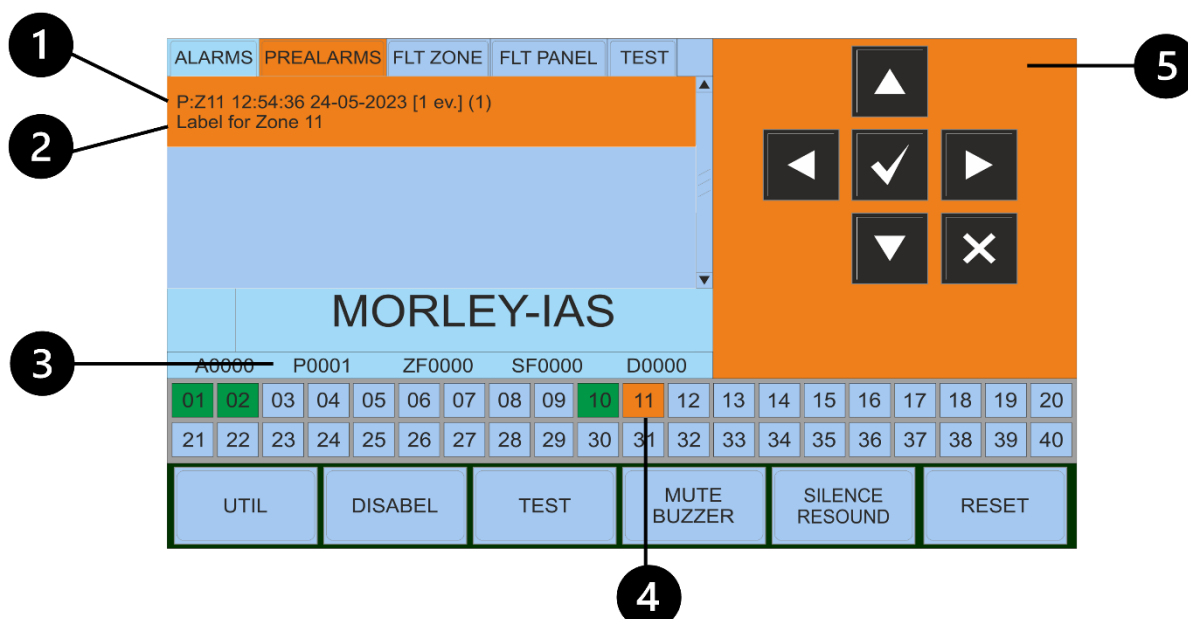 1
2
3
4
5
ALARMS PREALARMS FLT ZONE FLT PANEL TEST
P:Z11 12:54:36 24-05-2023 [1 ev.] (1)
Label for Zone 11
MORLEY-IAS
A0000 P0001 ZF0000 SF0000 D0000
01 02 03 04 05 06 07 08 09 10 11 12 13 14 15 16 17 18 19 20
21 22 23 24 25 26 27 28 29 30 31 32 33 34 35 36 37 38 39 40
UTIL
DISABEL
TEST
MUTE
BUZZER
SILENCE
RESOUND
RESET